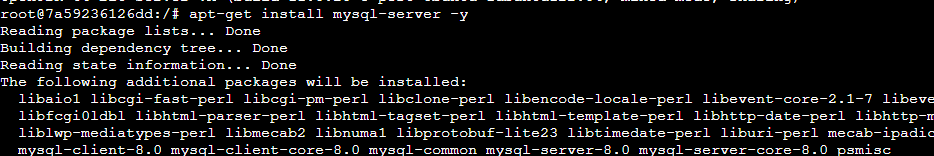 root@7a59236126dd:/# apt-get install mysql-server -y
Reading package lists... Done
Building dependency tree... Done
Reading state information... Done
The following additional packages will be installed:
libaio1 libcgi-fast-perl libcgi-pm-perl libclone-perl libencode-locale-perl libevent-core-2.1-7 libeve
libfcgi0ldbl libhtml-parser-perl libhtml-tagset-perl libhtml-template-perl libhttp-date-perl libhttp-m
liblwp-mediatypes-perl libmecab2 libnuma1 libprotobuf-lite23 libtimedate-perl liburi-perl mecab-ipadic
mysql-client-8.0 mysql-client-core-8.0 mysql-common mysql-server-8.0 mysql-server-core-8.0 psmisc